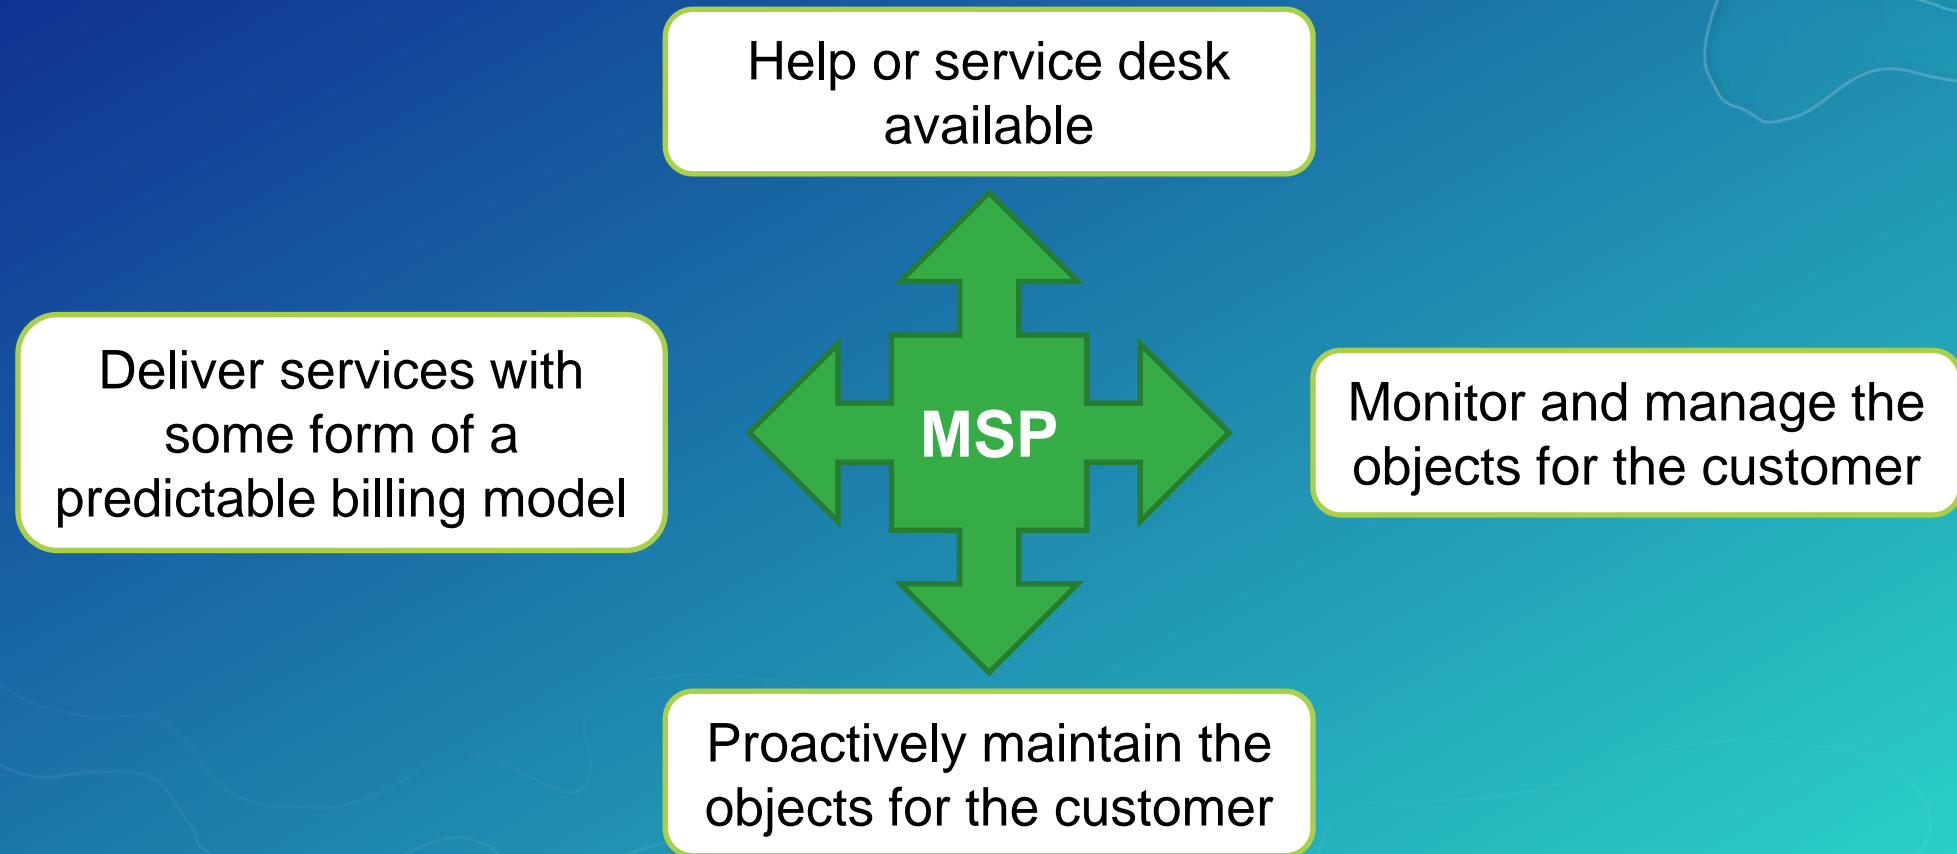 Help or service desk
available
Deliver services with
some form of a
predictable billing model
MSP
Monitor and manage the
objects for the customer
Proactively maintain the
objects for the customer